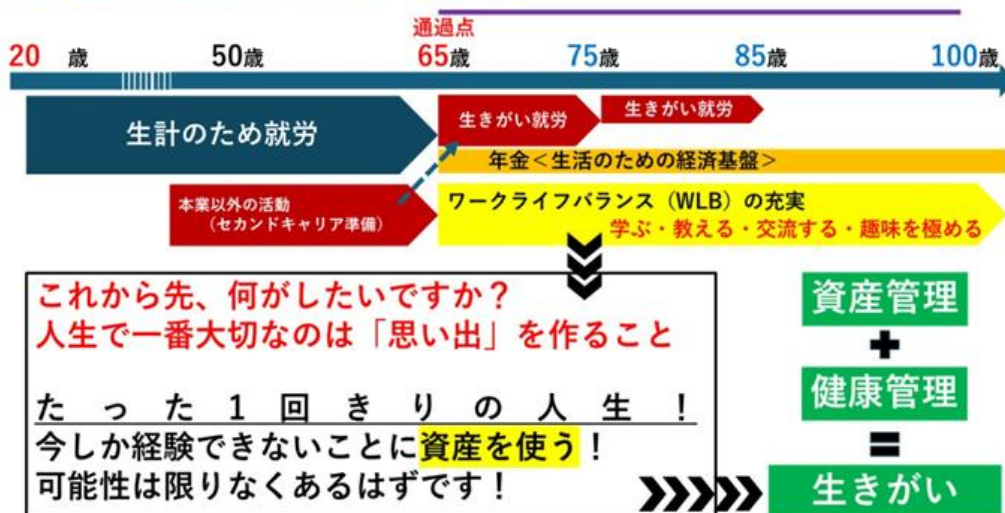 通過点
20 歳 50歳 65歳 75歳 85歳 100歳
生計のため就労
生きがい就労
生きがい就労
年金＜生活のための経済基盤＞
本業以外の活動
（セカンドキャリア準備）
ワークライフバランス（WLB）の充実
学ぶ・教える・交流する・趣味を極める
これから先、何がしたいですか？
人生で一番大切なのは「思い出」を作ること
たった１回きりの人生！
今しか経験できないことに資産を使う！
可能性は限りなくあるはずです！
資産管理
+
健康管理
=
生きがい